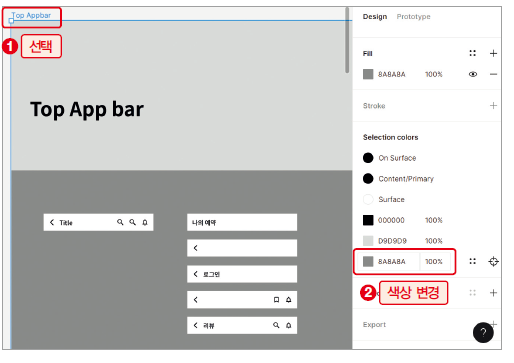 Top Appbar
1 선택
Top App bar
Title
나의 예약
로그인
리뷰
Design Prototype
Fill
8A8A8A 100%
Stroke
Selection colors
On Surface
Content/Primary
Surface
000000 100%
D9D9D9 100%
8A8A8A 100%
2 색상 변경
Export
?